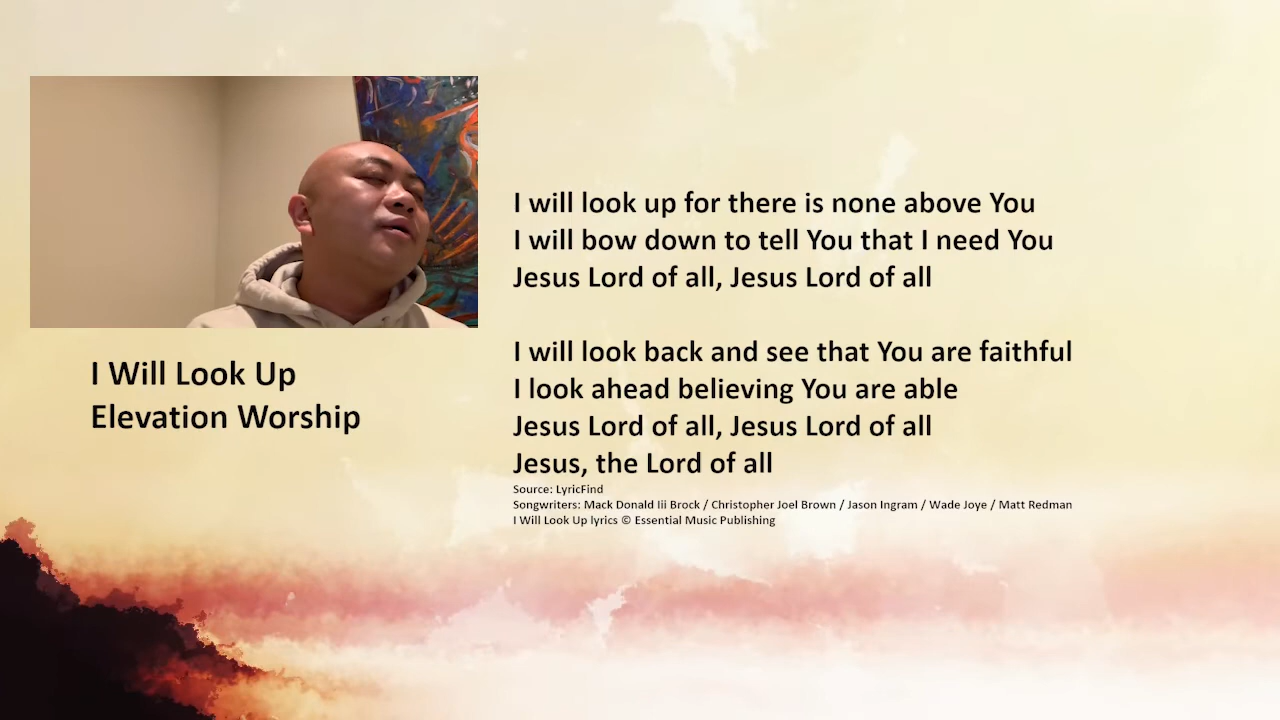 I Will Look Up
Elevation Worship
I will look up for there is none above You
I will bow down to tell You that I need You
Jesus Lord of all, Jesus Lord of all
I will look back and see that You are faithful
I look ahead believing You are able
Jesus Lord of all, Jesus Lord of all
Jesus, the Lord of all
Source: LyricFind
Songwriters: Mack Donald Iii Brock / Christopher Joel Brown / Jason Ingram / Wade Joye / Matt Redman
I Will Look Up lyrics © Essential Music Publishing